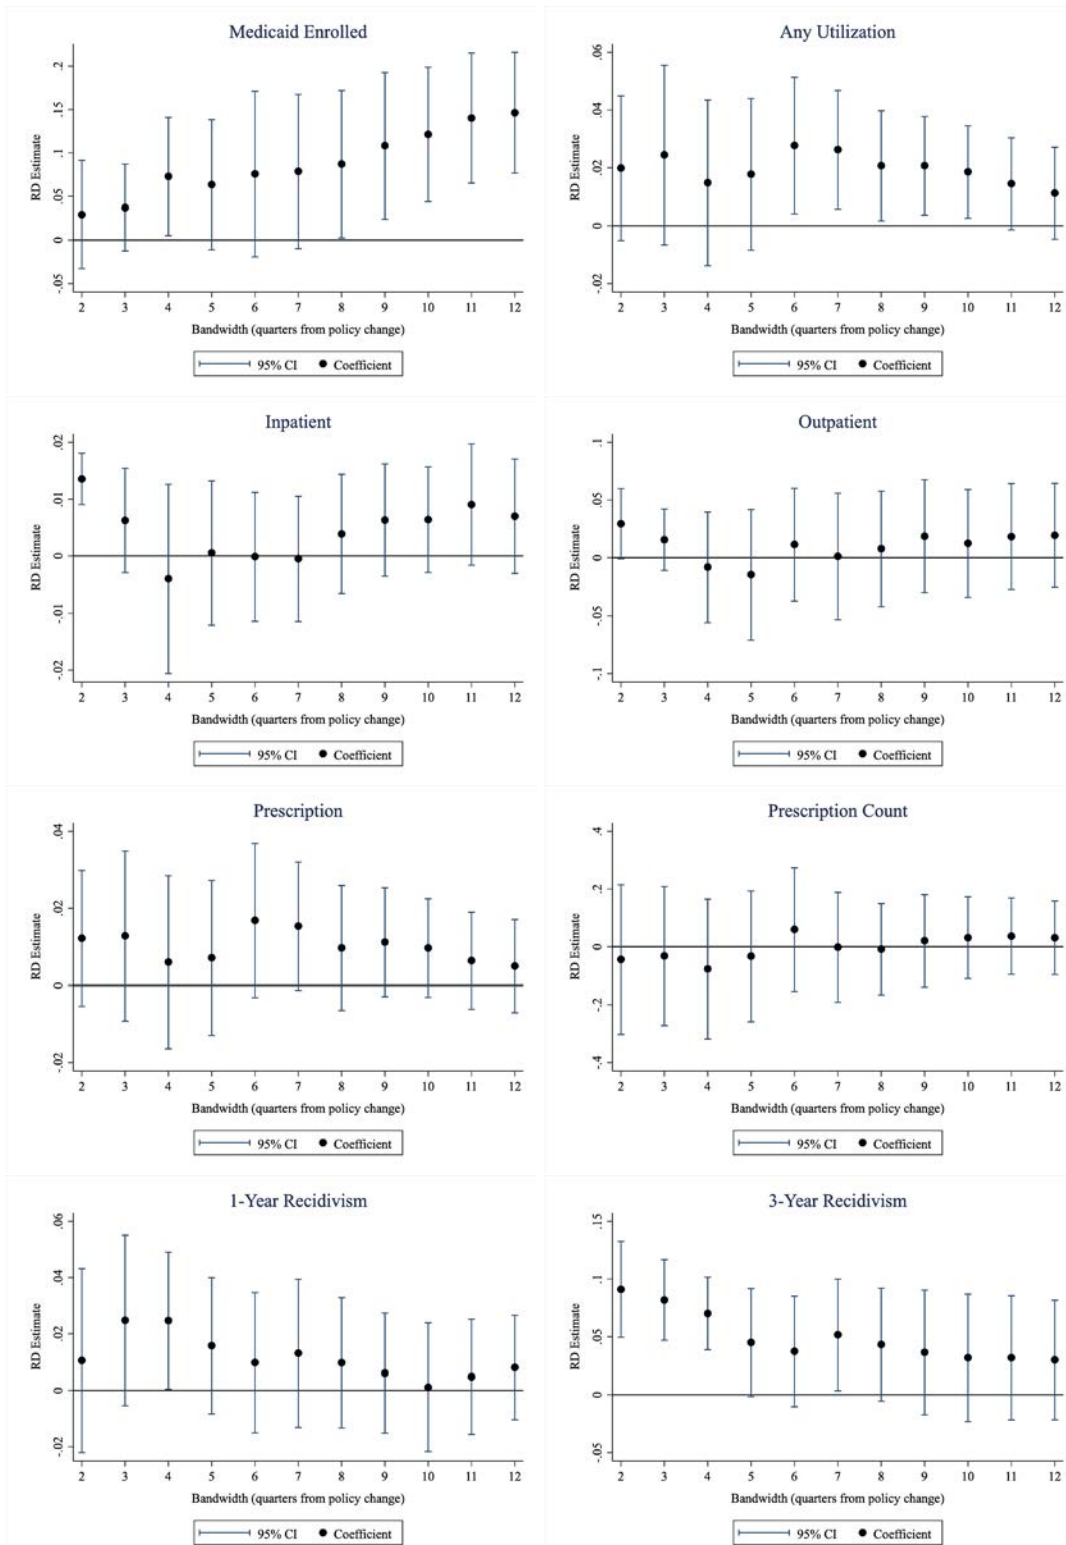 Medicaid Enrolled
RD Estimate
.2
.15
.1
.05
0
-.05
2 3 4 5 6 7 8 9 10 11 12
Bandwidth (quarters from policy change)
95% CI Coefficient
Any Utilization
RD Estimate
.06
.04
.02
0
-.02
2 3 4 5 6 7 8 9 10 11 12
Bandwidth (quarters from policy change)
95% CI Coefficient
Inpatient
RD Estimate
.02
.01
0
-.01
-.02
2 3 4 5 6 7 8 9 10 11 12
Bandwidth (quarters from policy change)
95% CI Coefficient
Outpatient
RD Estimate
.1
.05
0
-.05
-.1
2 3 4 5 6 7 8 9 10 11 12
Bandwidth (quarters from policy change)
95% CI Coefficient
Prescription
RD Estimate
.04
.02
0
-.02
2 3 4 5 6 7 8 9 10 11 12
Bandwidth (quarters from policy change)
95% CI Coefficient
Prescription Count
RD Estimate
.4
.2
0
-.2
-.4
2 3 4 5 6 7 8 9 10 11 12
Bandwidth (quarters from policy change)
95% CI Coefficient
1-Year Recidivism
RD Estimate
.06
.04
.02
0
-.02
2 3 4 5 6 7 8 9 10 11 12
Bandwidth (quarters from policy change)
95% CI Coefficient
3-Year Recidivism
RD Estimate
.15
.1
.05
0
-.05
2 3 4 5 6 7 8 9 10 11 12
Bandwidth (quarters from policy change)
95% CI Coefficient